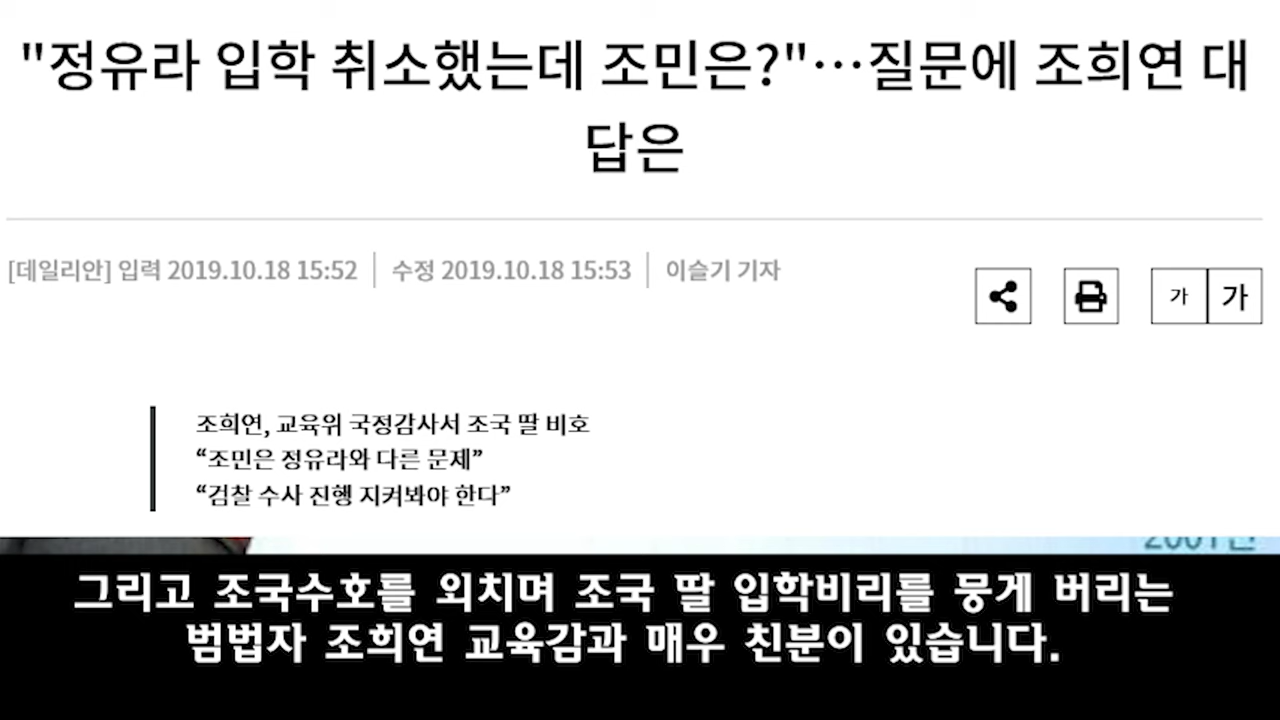 "정유라 입학 취소했는데 조민은?"…질문에 조희연 대
답은
[데일리안] 입력 2019.10.18 15:52 | 수정 2019.10.18 15:53 | 이슬기 기자
가 가
조희연, 교육위 국정감사서 조국 딸 비호
“조민은 정유라와 다른 문제”
“검찰 수사 진행 지켜봐야 한다”
그리고 조국수호를 외치며 조국 딸 입학비리를 뭉게 버리는
범법자 조희연 교육감과 매우 친분이 있습니다.